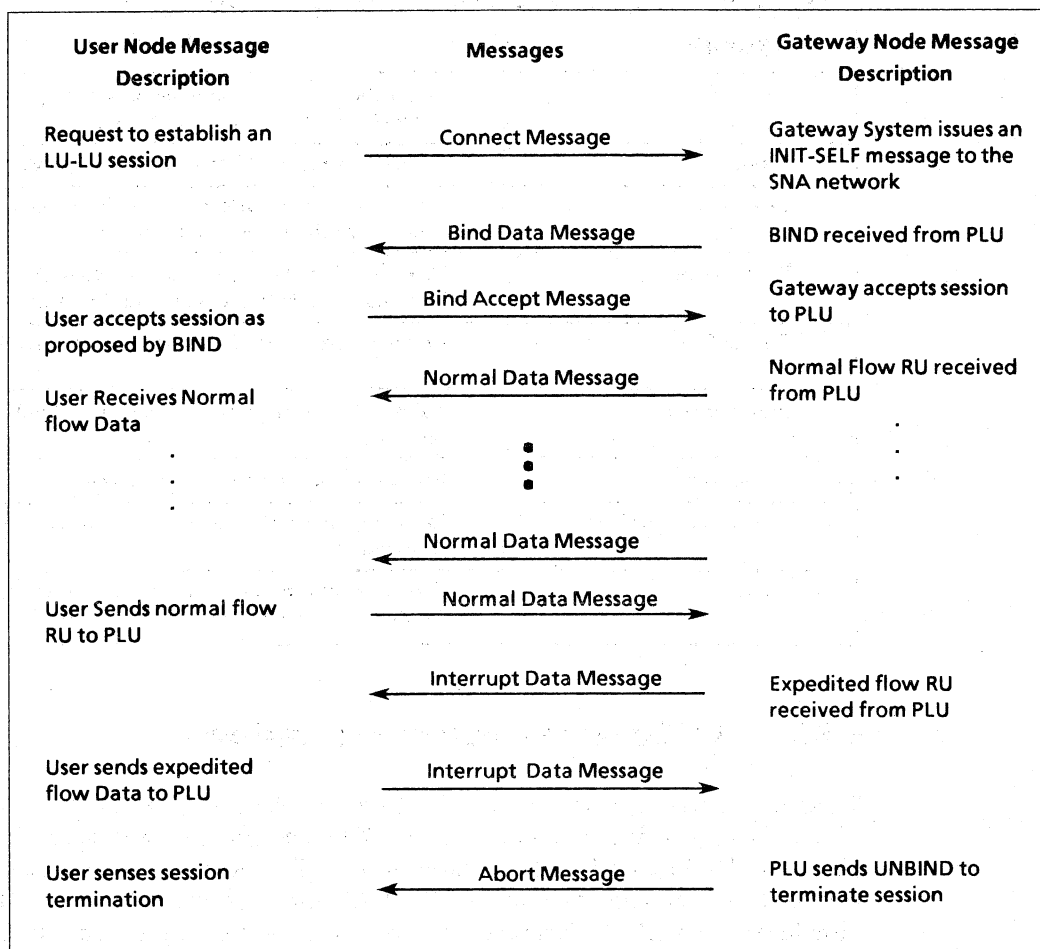 User Node Message
Description
Messages
Gateway Node Message
Description
Request to establish an
LU-LU session
Connect Message
Gateway System issues an
INIT-SELF message to the
SNA network
Bind Data Message
BIND received from PLU
User accepts session as
proposed by BIND
Bind Accept Message
Gateway accepts session
to PLU
User Receives Normal
flow Data
Normal Data Message
Normal Flow RU received
from PLU
Normal Data Message
User Sends normal flow
RU to PLU
Normal Data Message
Interrupt Data Message
Expedited flow RU
received from PLU
User sends expedited
flow Data to PLU
Interrupt Data Message
User senses session
termination
Abort Message
PLU sends UNBIND to
terminate session